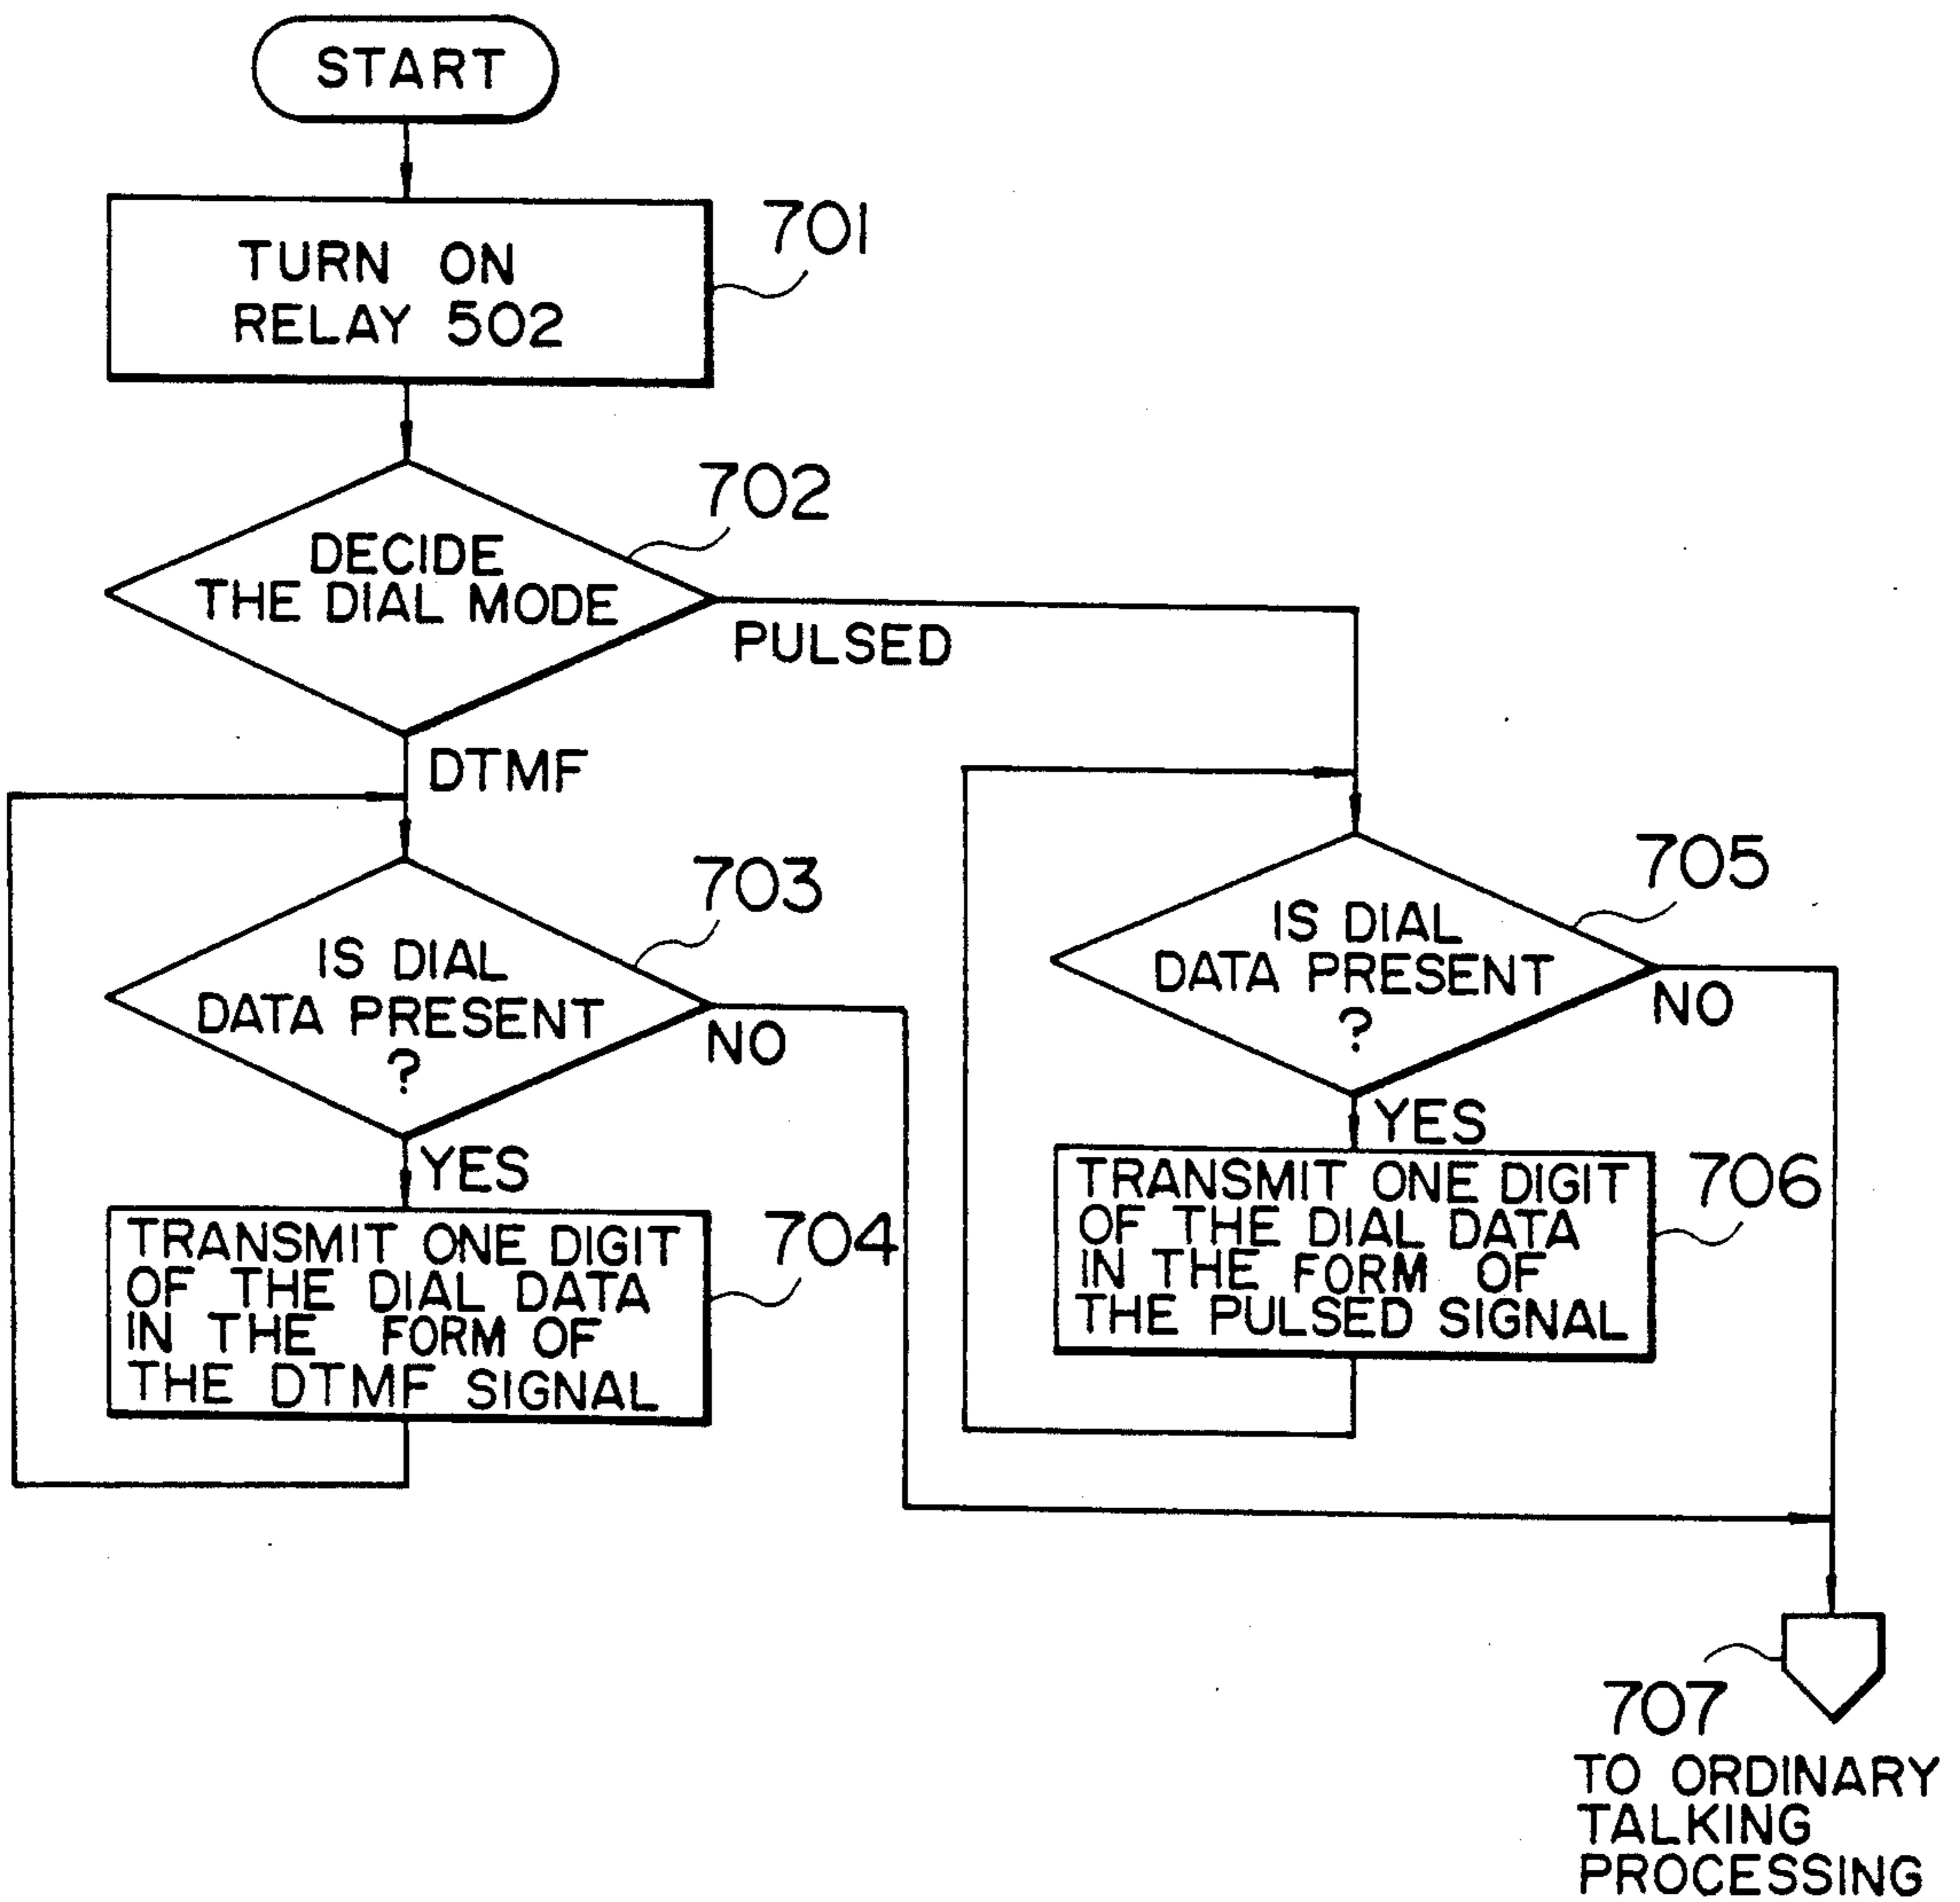 START
TURN ON
RELAY 502
701
702
DECIDE
THE DIAL MODE
PULSED
DTMF
703
IS DIAL
DATA PRESENT
?
NO
YES
704
TRANSMIT ONE DIGIT
OF THE DIAL DATA
IN THE FORM OF
THE DTMF SIGNAL
705
IS DIAL
DATA PRESENT
?
NO
YES
706
TRANSMIT ONE DIGIT
OF THE DIAL DATA
IN THE FORM OF
THE PULSED SIGNAL
707
TO ORDINARY
TALKING
PROCESSING